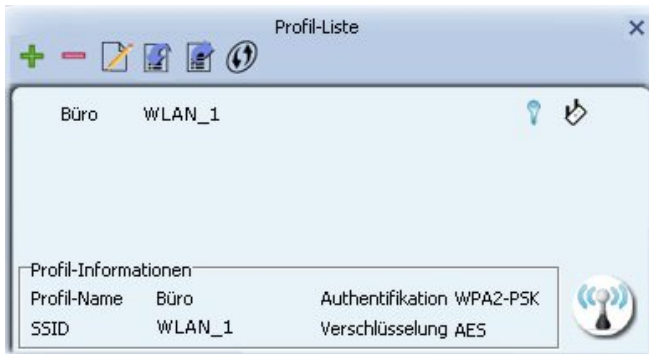 Profil-Liste
Büro WLAN_1
Profil-Informationen
Profil-Name Büro Authentifikation WPA2-PSK
SSID WLAN_1 Verschlüsselung AES